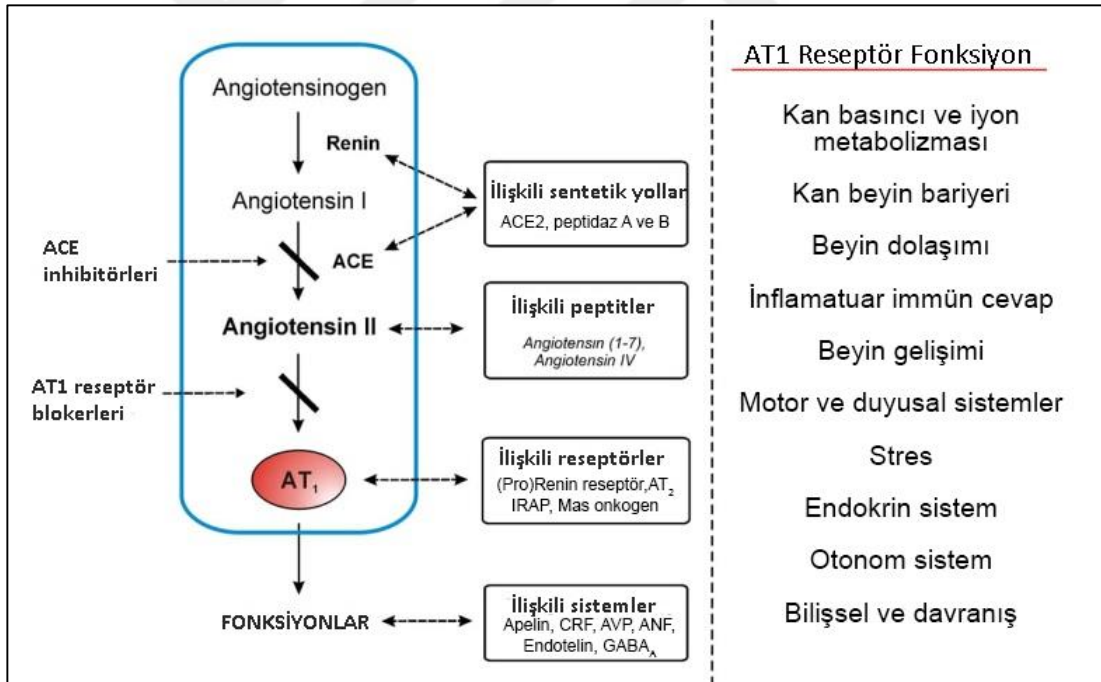 Angiotensinogen
Renin
Angiotensin I
ACE
inhibitörleri
ACE
Angiotensin II
AT1 reseptör
blokerleri
AT₁
FONKSİYONLAR
İlişkili sentetik yollar
ACE2, peptidaz A ve B
İlişkili peptitler
Angiotensın (1-7),
Angiotensin IV
İlişkili reseptörler
(Pro)Renin reseptör,AT₂
IRAP, Mas onkogen
İlişkili sistemler
Apelin, CRF, AVP, ANF,
Endotelin, GABA_A
AT1 Reseptör Fonksiyon
Kan basıncı ve iyon
metabolizması
Kan beyin bariyeri
Beyin dolaşımı
İnflamatuar immün cevap
Beyin gelişimi
Motor ve duyusal sistemler
Stres
Endokrin sistem
Otonom sistem
Bilişsel ve davranış